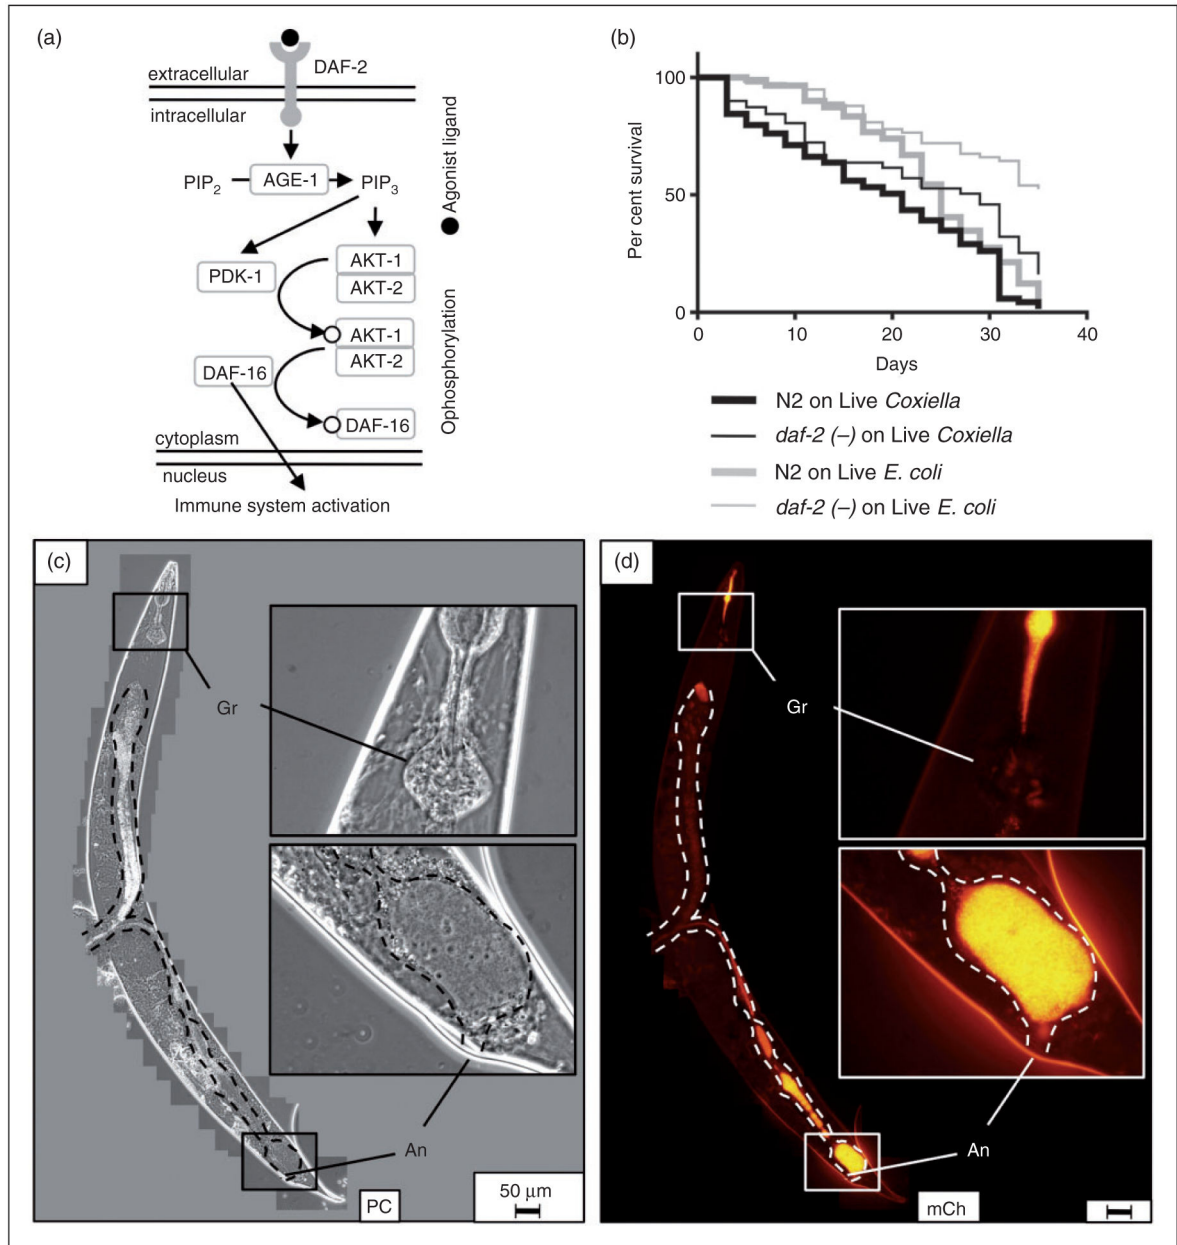 (a)
DAF-2
extracellular
intracellular
PIP2
AGE-1
PIP3
PDK-1
AKT-1
AKT-2
AKT-1
AKT-2
DAF-16
DAF-16
cytoplasm
nucleus
Immune system activation
Agonist ligand
Ophosphorylation
(b)
Per cent survival
100
50
0
0 10 20 30 40
Days
N2 on Live Coxiella
daf-2 (–) on Live Coxiella
N2 on Live E. coli
daf-2 (–) on Live E. coli
(c)
Gr
An
PC
50 μm
(d)
Gr
An
mCh